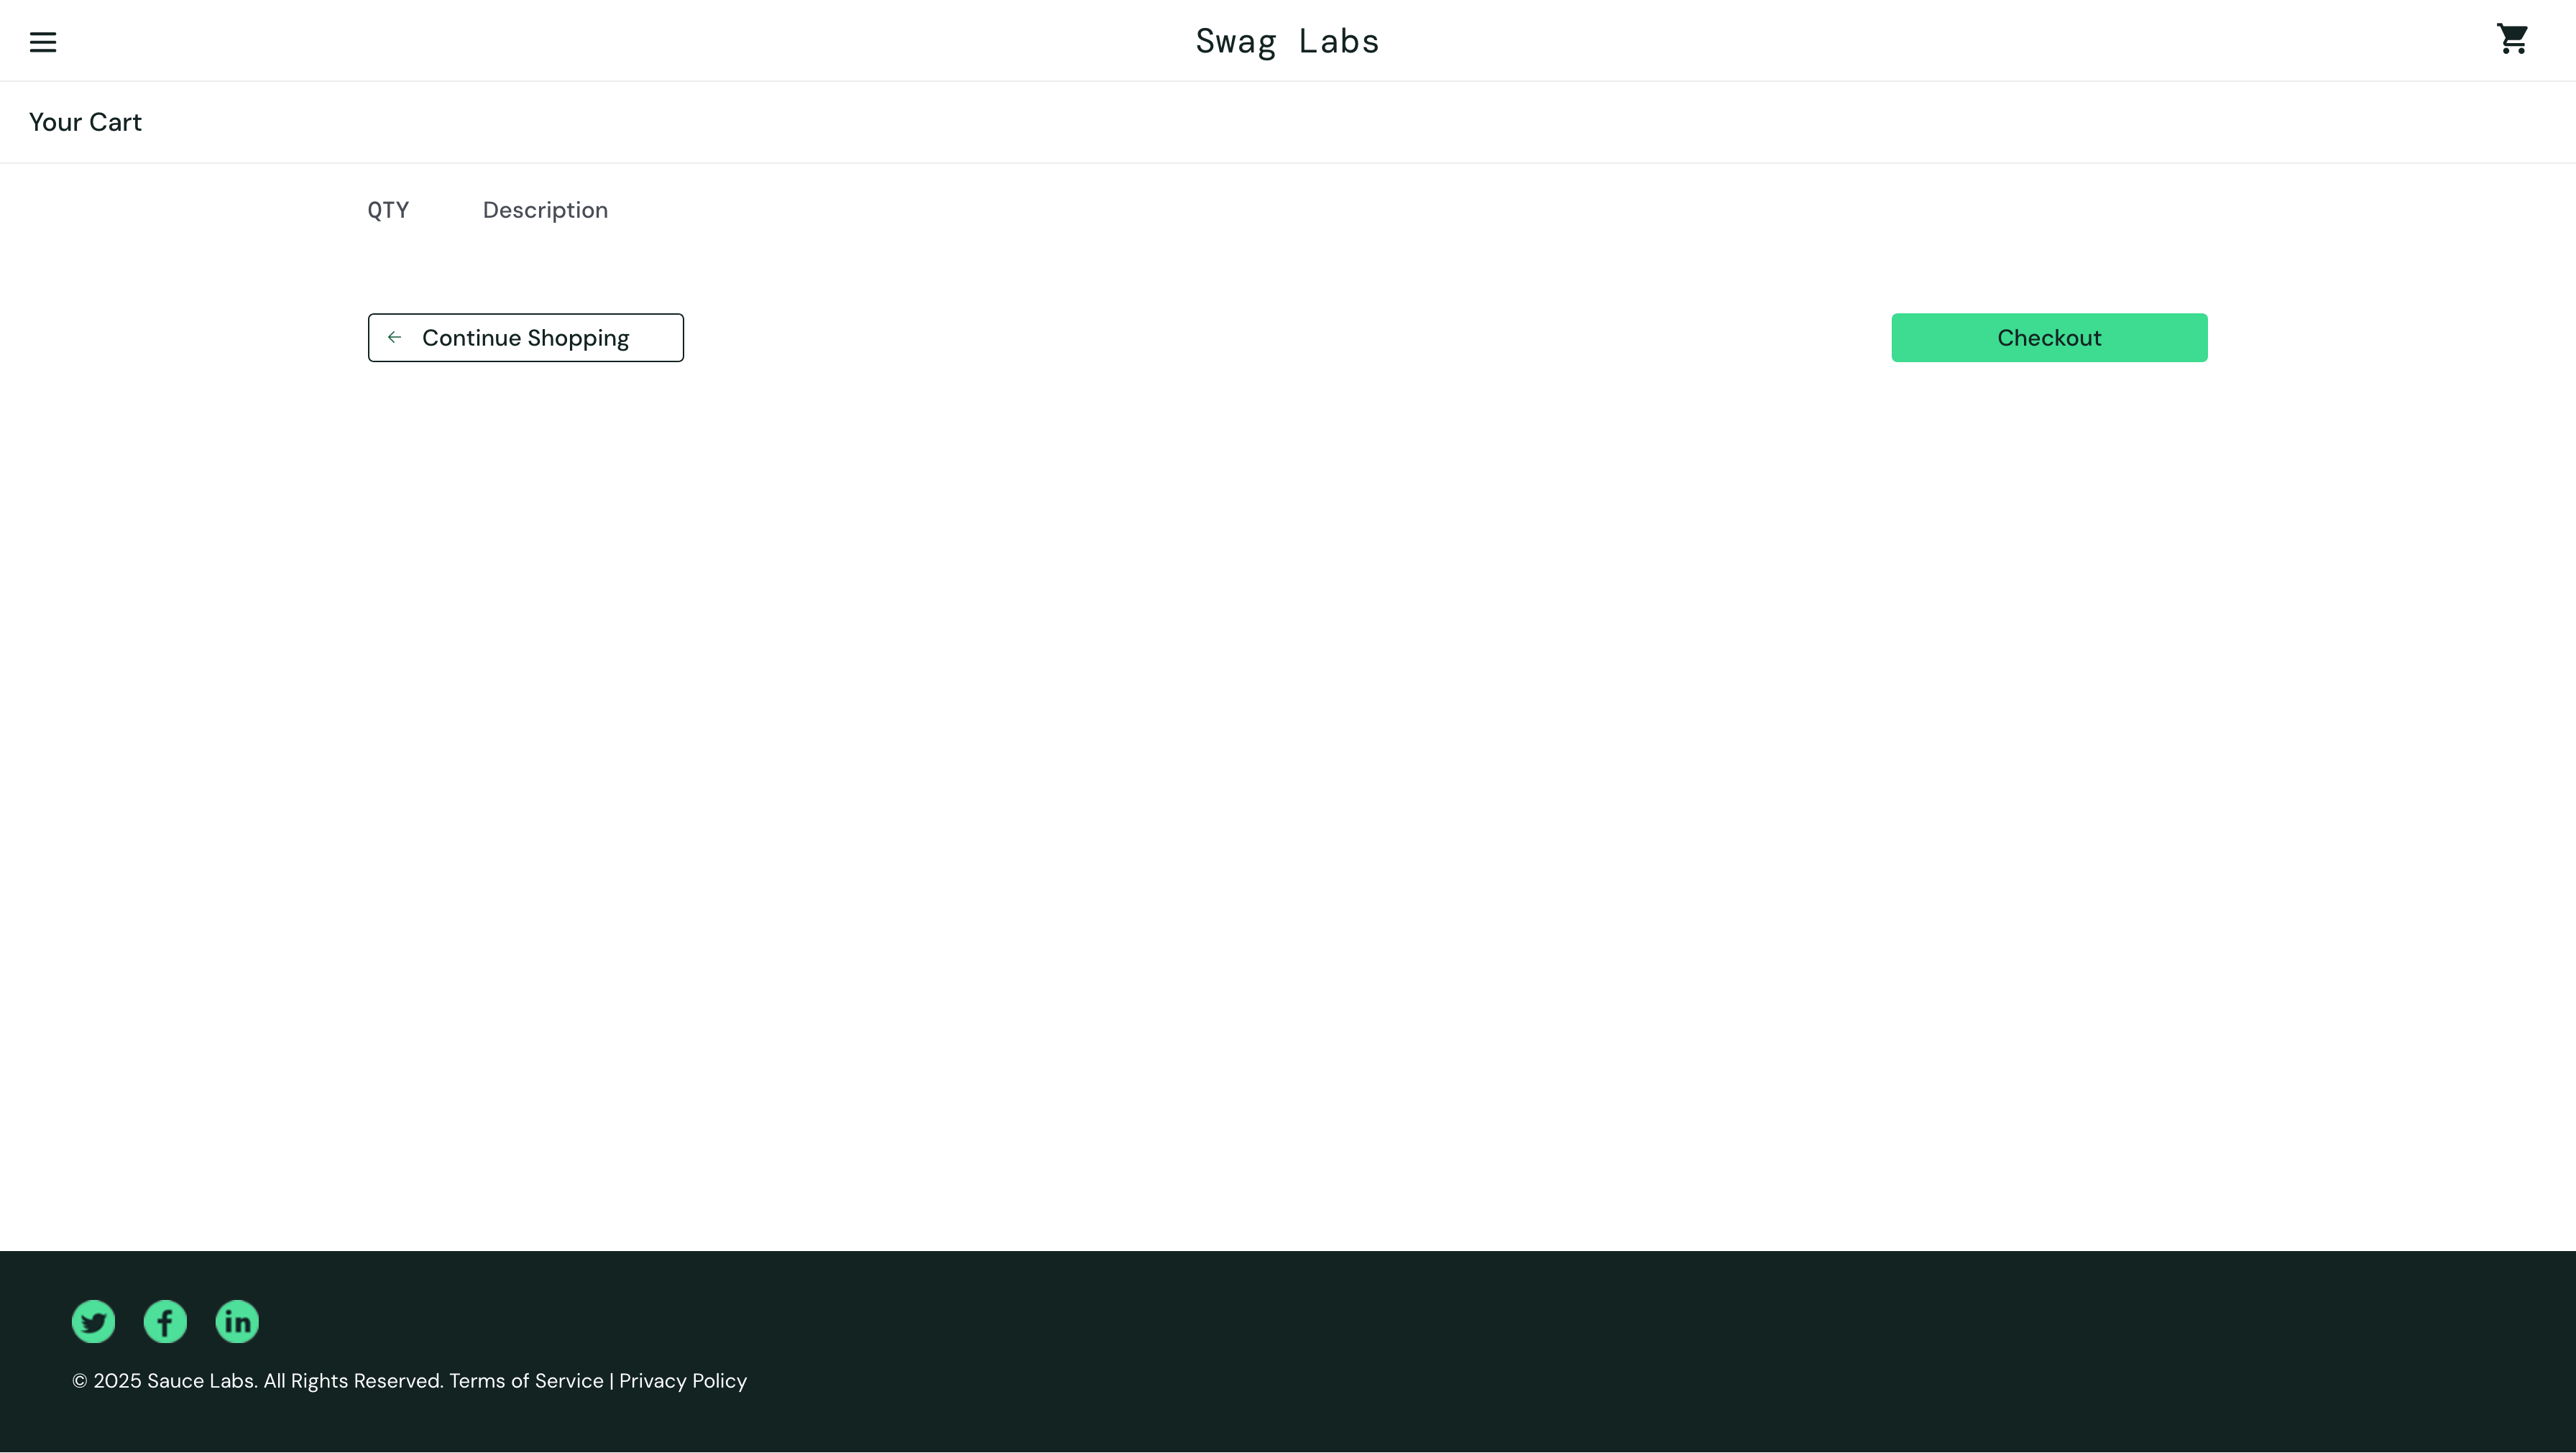 Swag Labs
Your Cart
QTY Description
Continue Shopping Checkout
© 2025 Sauce Labs. All Rights Reserved. Terms of Service | Privacy Policy